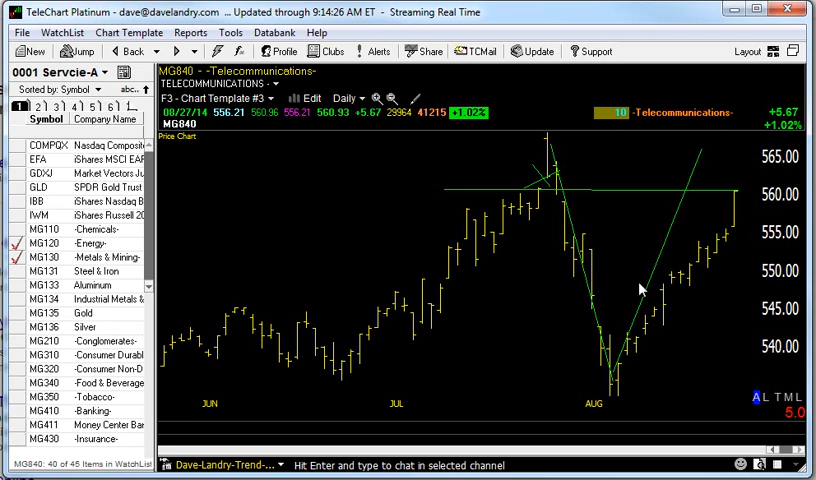 TeleChart Platinum - dave@davelandry.com ... Updated through 9:14:26 AM ET - Streaming Real Time
File WatchList Chart Template Reports Tools Databank Help
New Jump Back Profile Clubs Alerts Share TCMail Update Support Layout
0001 Servcie-A
MG840 - -Telecommunications-
TELECOMMUNICATIONS -
Sorted by: Symbol abc..
F3 - Chart Template #3 Edit Daily
1 2 3 4 5 6 1
08/27/14 556.21 560.96 556.21 560.93 +5.67 29964 41215 +1.02% 10 -Telecommunications- +5.67
+1.02%
Symbol Company Name
MG840
Price Chart
COMPQX Nasdaq Composit
EFA iShares MSCI EAF
GDXJ Market Vectors Ju
GLD SPDR Gold Trust
IBB iShares Nasdaq B
IWM iShares Russell 20
MG110 -Chemicals-
MG120 -Energy-
MG130 -Metals & Mining-
MG131 Steel & Iron
MG133 Aluminum
MG134 Industrial Metals &
MG135 Gold
MG136 Silver
MG210 -Conglomerates-
MG310 -Consumer Durabl
MG320 -Consumer Non-D
MG340 -Food & Beverage
MG350 -Tobacco-
MG410 -Banking-
MG411 Money Center Ban
MG430 -Insurance-
565.00
560.00
555.00
550.00
545.00
540.00
JUN JUL AUG
A L T M L
5.0
MG840: 40 of 45 Items in WatchList
Dave-Landry-Trend-... Hit Enter and type to chat in selected channel